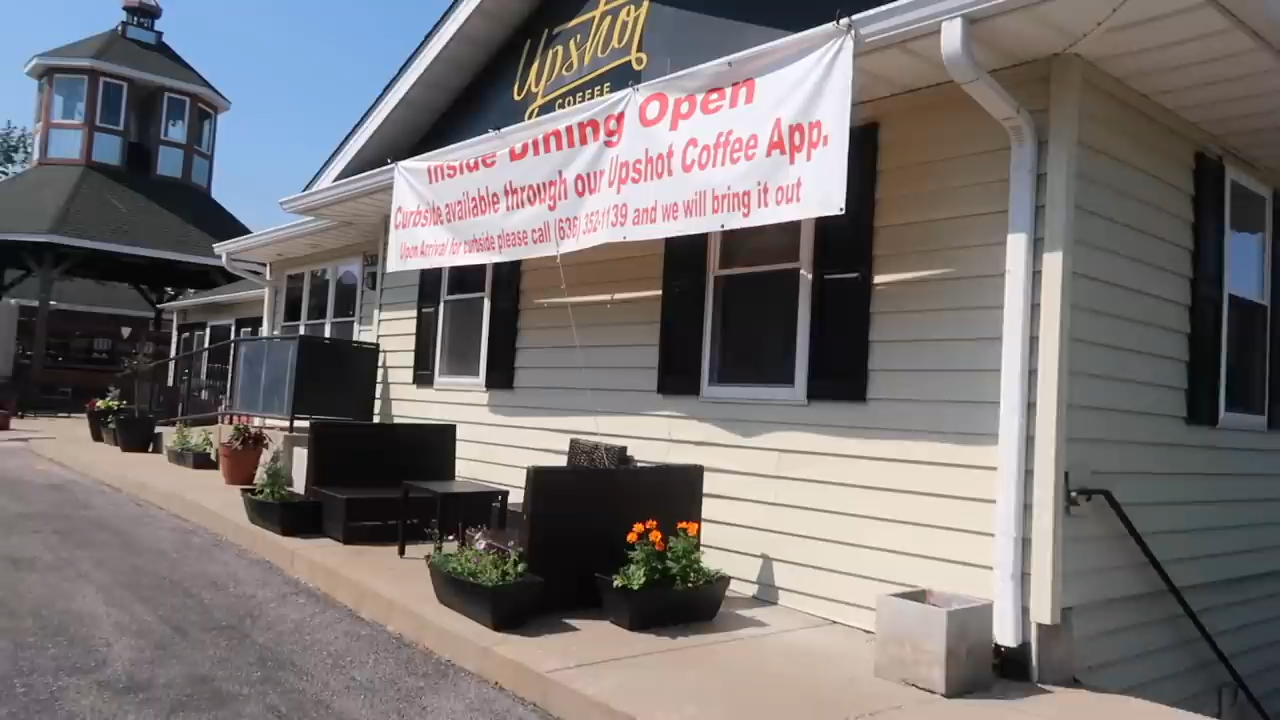 Upshot
COFFEE
Inside Dining Open
Curbside available through our Upshot Coffee App.
Upon Arrival for curbside please call (636) 352-1139 and we will bring it out